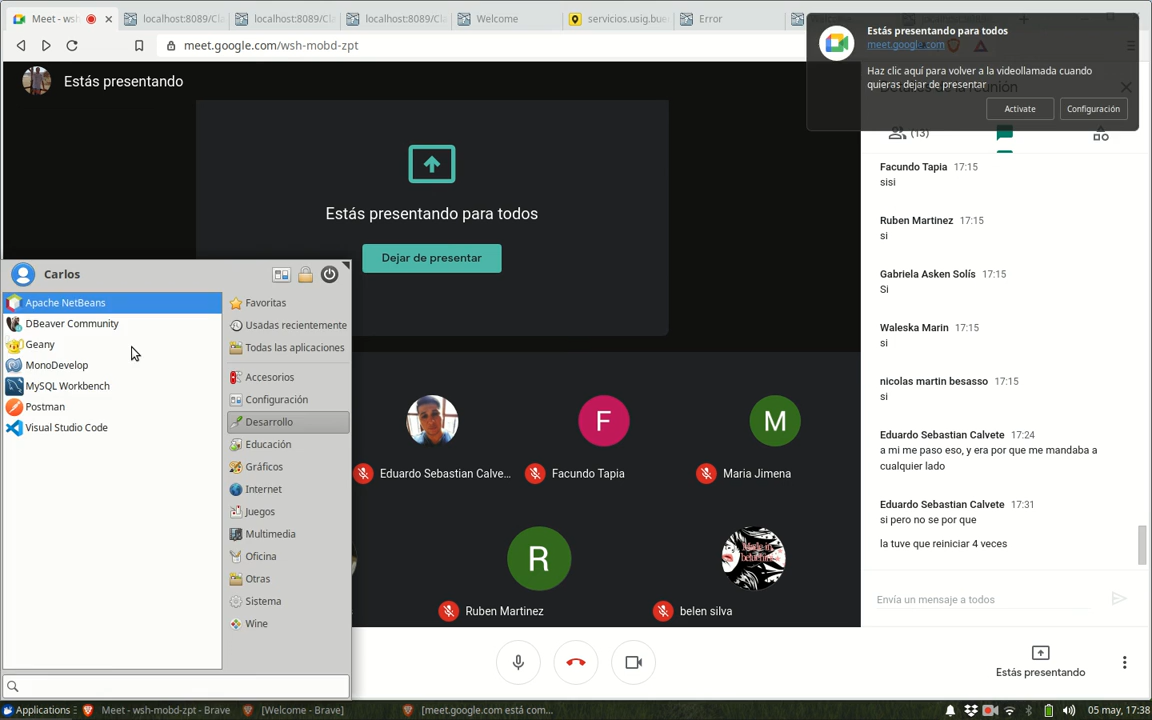 Meet - wsh
localhost:8089/Cl
localhost:8089/Cl
localhost:8089/Cl
Welcome
servicios.usig.bue
Error
meet.google.com/wsh-mobd-zpt
Estás presentando para todos
meet.google.com
Haz clic aquí para volver a la videollamada cuando
quieras dejar de presentar
Activate
Configuración
Estás presentando
(13)
Estás presentando para todos
Dejar de presentar
Facundo Tapia 17:15
sisi
Ruben Martinez 17:15
si
Gabriela Asken Solís 17:15
Si
Waleska Marin 17:15
si
nicolas martin besasso 17:15
si
Eduardo Sebastian Calvete 17:24
a mi me paso eso, y era por que me mandaba a
cualquier lado
Eduardo Sebastian Calvete 17:31
si pero no se por que
la tuve que reiniciar 4 veces
Envía un mensaje a todos
Carlos
Apache NetBeans
DBeaver Community
Geany
MonoDevelop
MySQL Workbench
Postman
Visual Studio Code
Favoritas
Usadas recientemente
Todas las aplicaciones
Accesorios
Configuración
Desarrollo
Educación
Gráficos
Internet
Juegos
Multimedia
Oficina
Otras
Sistema
Wine
F
M
Eduardo Sebastian Calve...
Facundo Tapia
Maria Jimena
R
Ruben Martinez
belen silva
Estás presentando
Applications
Meet - wsh-mobd-zpt - Brave
[Welcome - Brave]
[meet.google.com está com...
05 may, 17:38